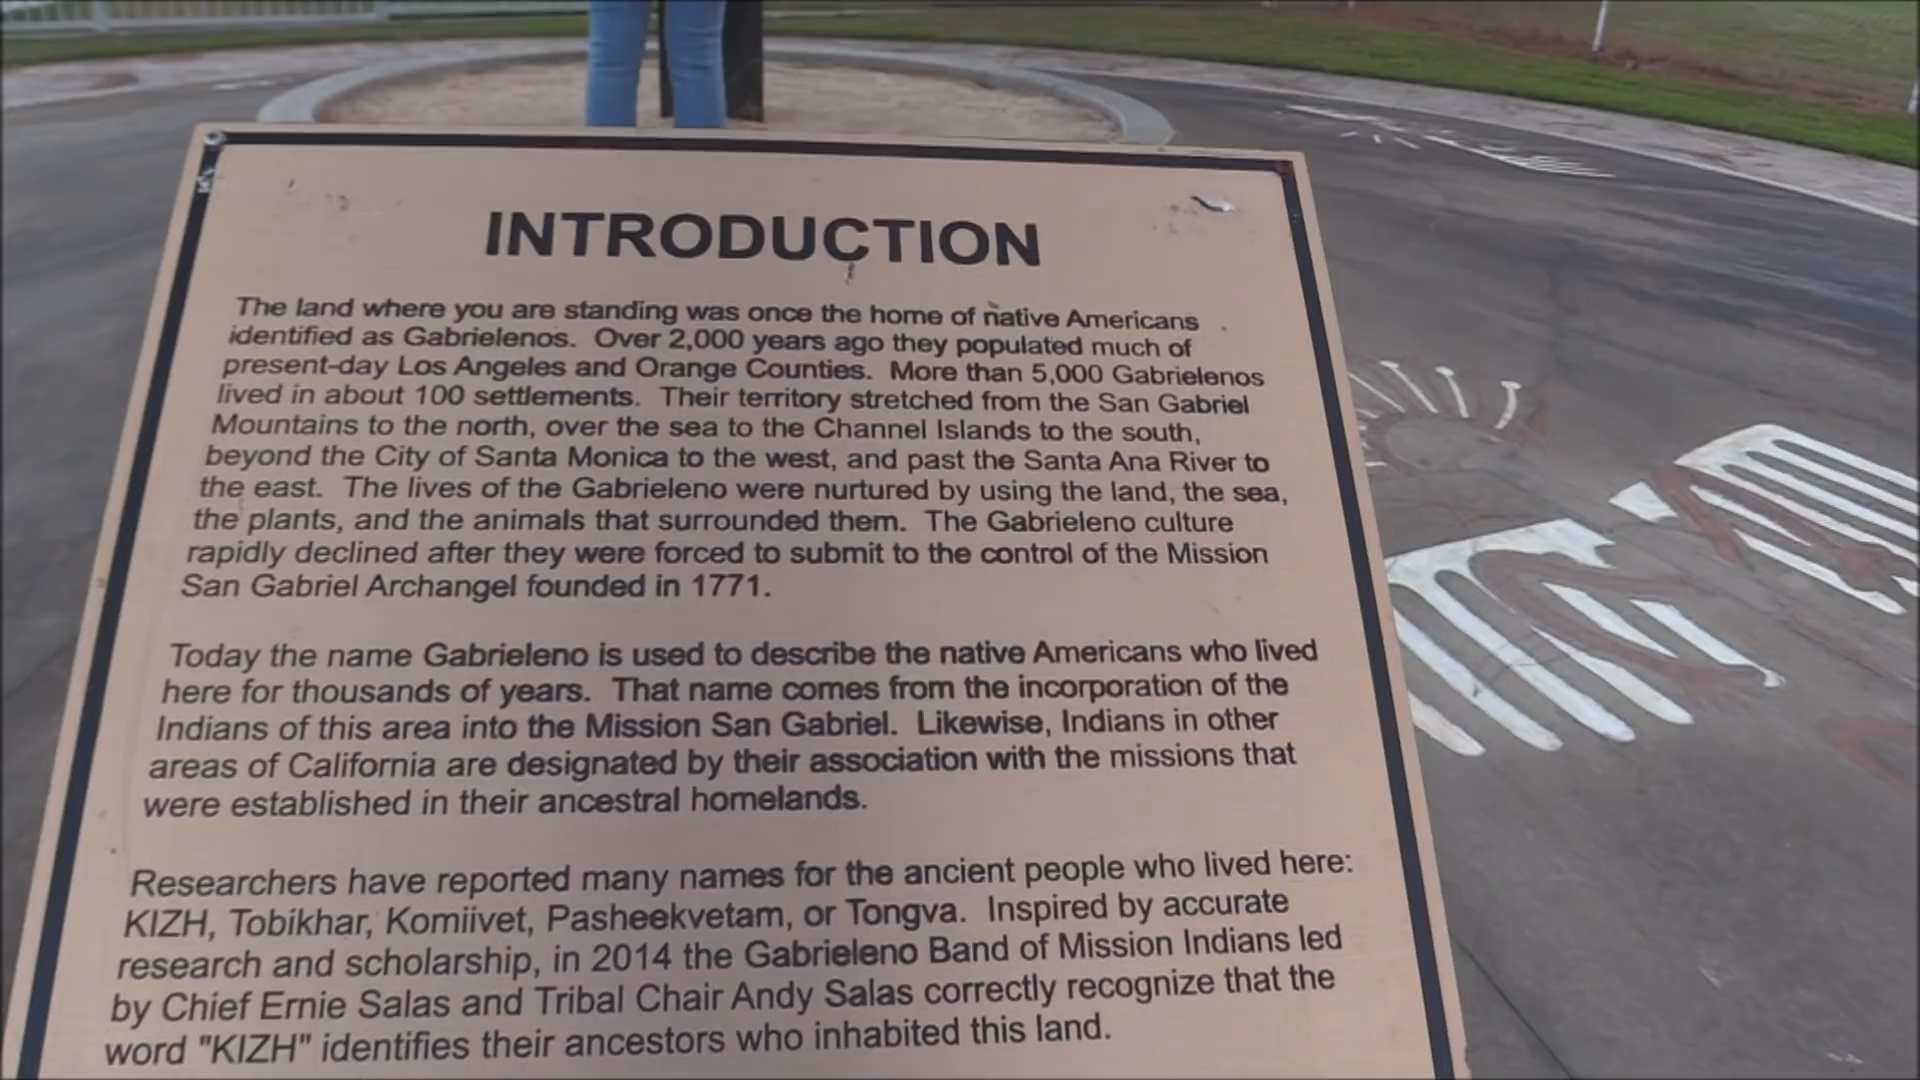 INTRODUCTION
The land where you are standing was once the home of native Americans
identified as Gabrielenos. Over 2,000 years ago they populated much of
present-day Los Angeles and Orange Counties. More than 5,000 Gabrielenos
lived in about 100 settlements. Their territory stretched from the San Gabriel
Mountains to the north, over the sea to the Channel Islands to the south,
beyond the City of Santa Monica to the west, and past the Santa Ana River to
the east. The lives of the Gabrieleno were nurtured by using the land, the sea,
the plants, and the animals that surrounded them. The Gabrieleno culture
rapidly declined after they were forced to submit to the control of the Mission
San Gabriel Archangel founded in 1771.
Today the name Gabrieleno is used to describe the native Americans who lived
here for thousands of years. That name comes from the incorporation of the
Indians of this area into the Mission San Gabriel. Likewise, Indians in other
areas of California are designated by their association with the missions that
were established in their ancestral homelands.
Researchers have reported many names for the ancient people who lived here:
KIZH, Tobikhar, Komiivet, Pasheekvetam, or Tongva. Inspired by accurate
research and scholarship, in 2014 the Gabrieleno Band of Mission Indians led
by Chief Ernie Salas and Tribal Chair Andy Salas correctly recognize that the
word "KIZH" identifies their ancestors who inhabited this land.